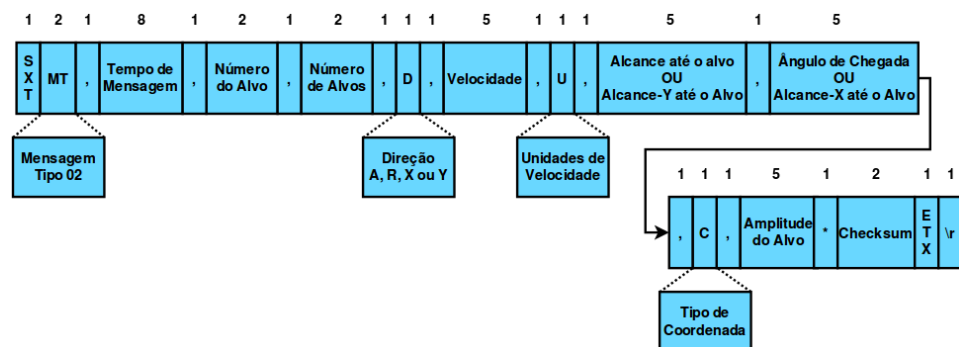 1 2 1 8 1 2 1 2 1 1 1 5 1 1 1 5 1 5
S
X
T
MT
,
Tempo de
Mensagem
,
Número
do Alvo
,
Número
de Alvos
,
D
,
Velocidade
,
U
,
Alcance até o alvo
OU
Alcance-Y até o Alvo
,
Ângulo de Chegada
OU
Alcance-X até o Alvo
Mensagem
Tipo 02
Direção
A, R, X ou Y
Unidades de
Velocidade
1 1 1 5 1 2 1 1
,
C
,
Amplitude
do Alvo
*
Checksum
E
T
X
\r
Tipo de
Coordenada